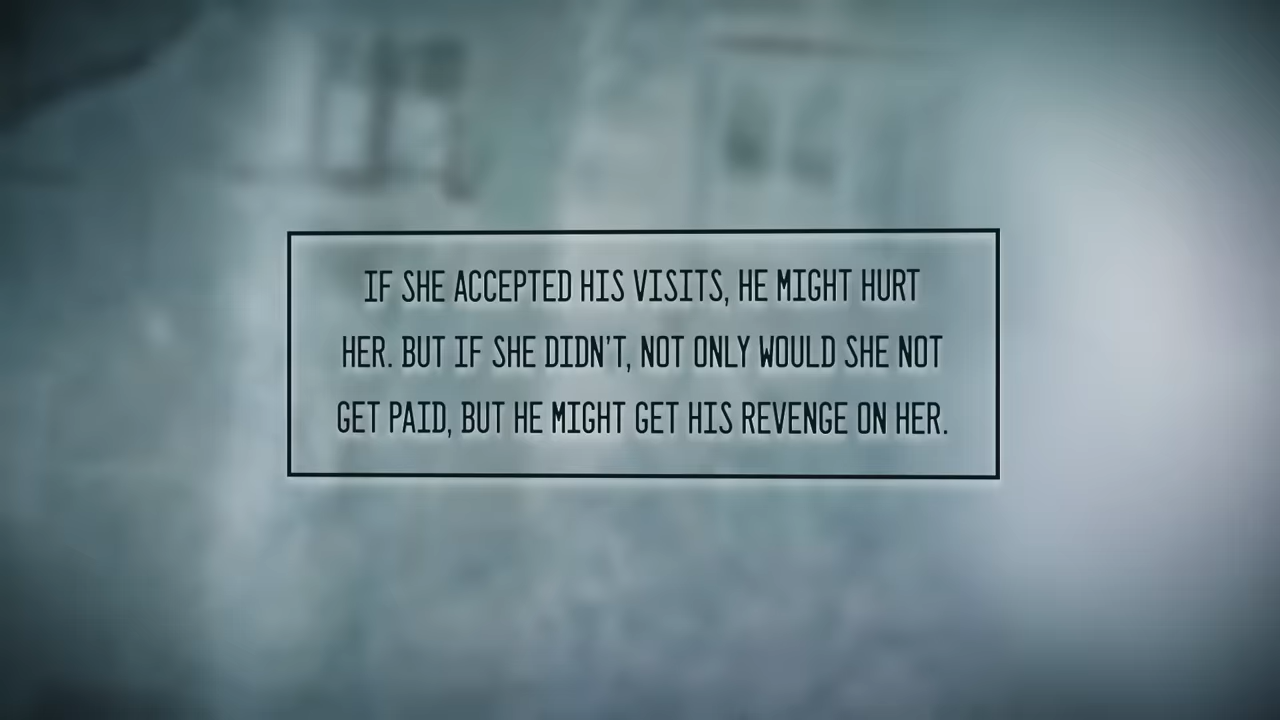 IF SHE ACCEPTED HIS VISITS, HE MIGHT HURT
HER. BUT IF SHE DIDN'T, NOT ONLY WOULD SHE NOT
GET PAID, BUT HE MIGHT GET HIS REVENGE ON HER.